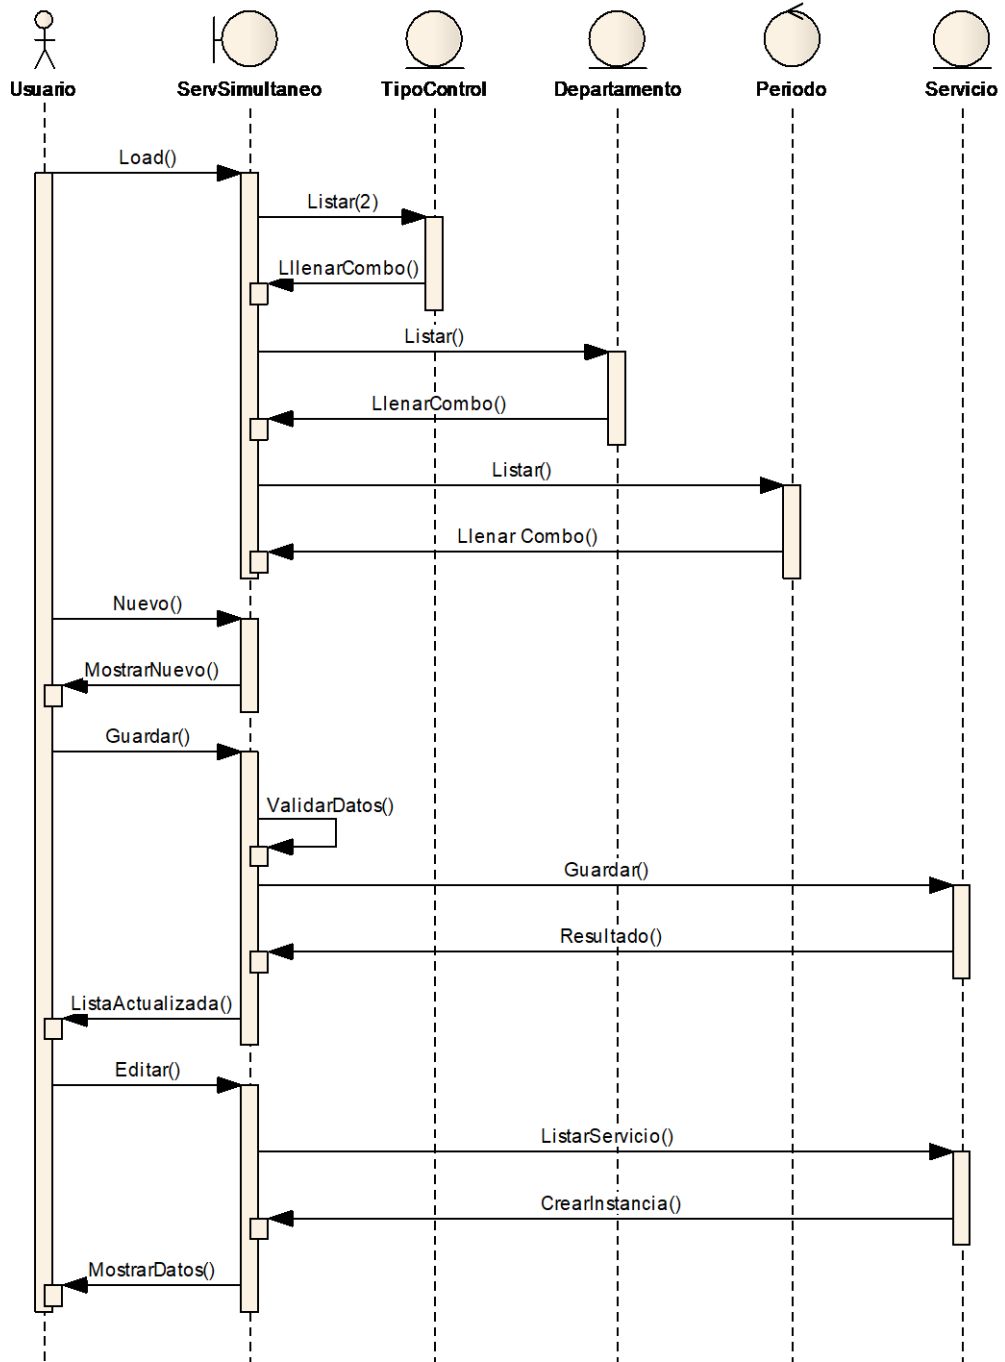 Usuario
ServSimultaneo
TipoControl
Departamento
Periodo
Servicio
Load()
Listar(2)
LllenarCombo()
Listar()
LlenarCombo()
Listar()
Llenar Combo()
Nuevo()
MostrarNuevo()
Guardar()
ValidarDatos()
Guardar()
Resultado()
ListaActualizada()
Editar()
ListarServicio()
CrearInstancia()
MostrarDatos()